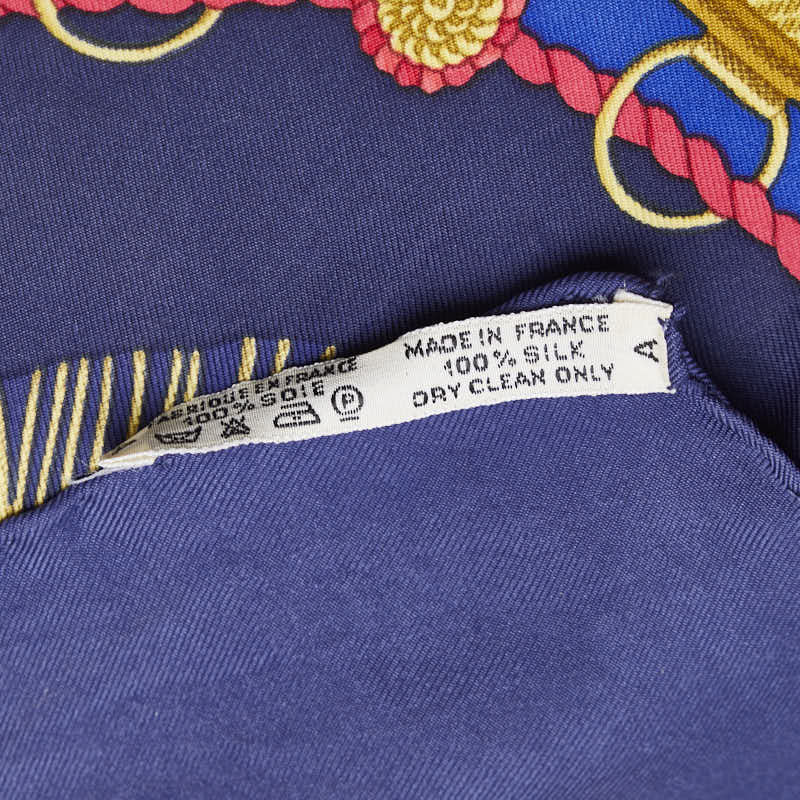 FABRIQUE EN FRANCE
100% SOIE
P
MADE IN FRANCE
100% SILK
DRY CLEAN ONLY
A